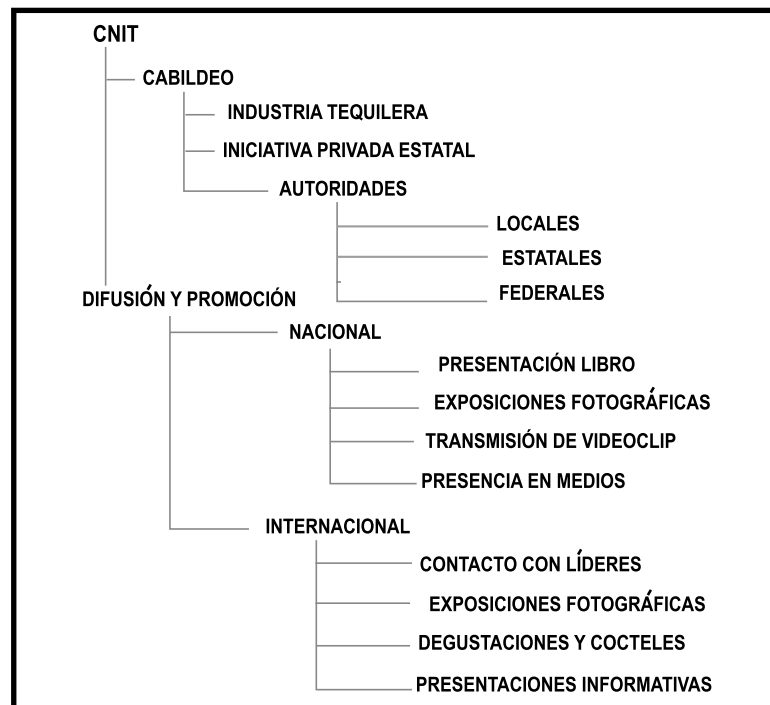 CNIT
CABILDEO
INDUSTRIA TEQUILERA
INICIATIVA PRIVADA ESTATAL
AUTORIDADES
LOCALES
ESTATALES
FEDERALES
DIFUSIÓN Y PROMOCIÓN
NACIONAL
PRESENTACIÓN LIBRO
EXPOSICIONES FOTOGRÁFICAS
TRANSMISIÓN DE VIDEOCLIP
PRESENCIA EN MEDIOS
INTERNACIONAL
CONTACTO CON LÍDERES
EXPOSICIONES FOTOGRÁFICAS
DEGUSTACIONES Y COCTELES
PRESENTACIONES INFORMATIVAS